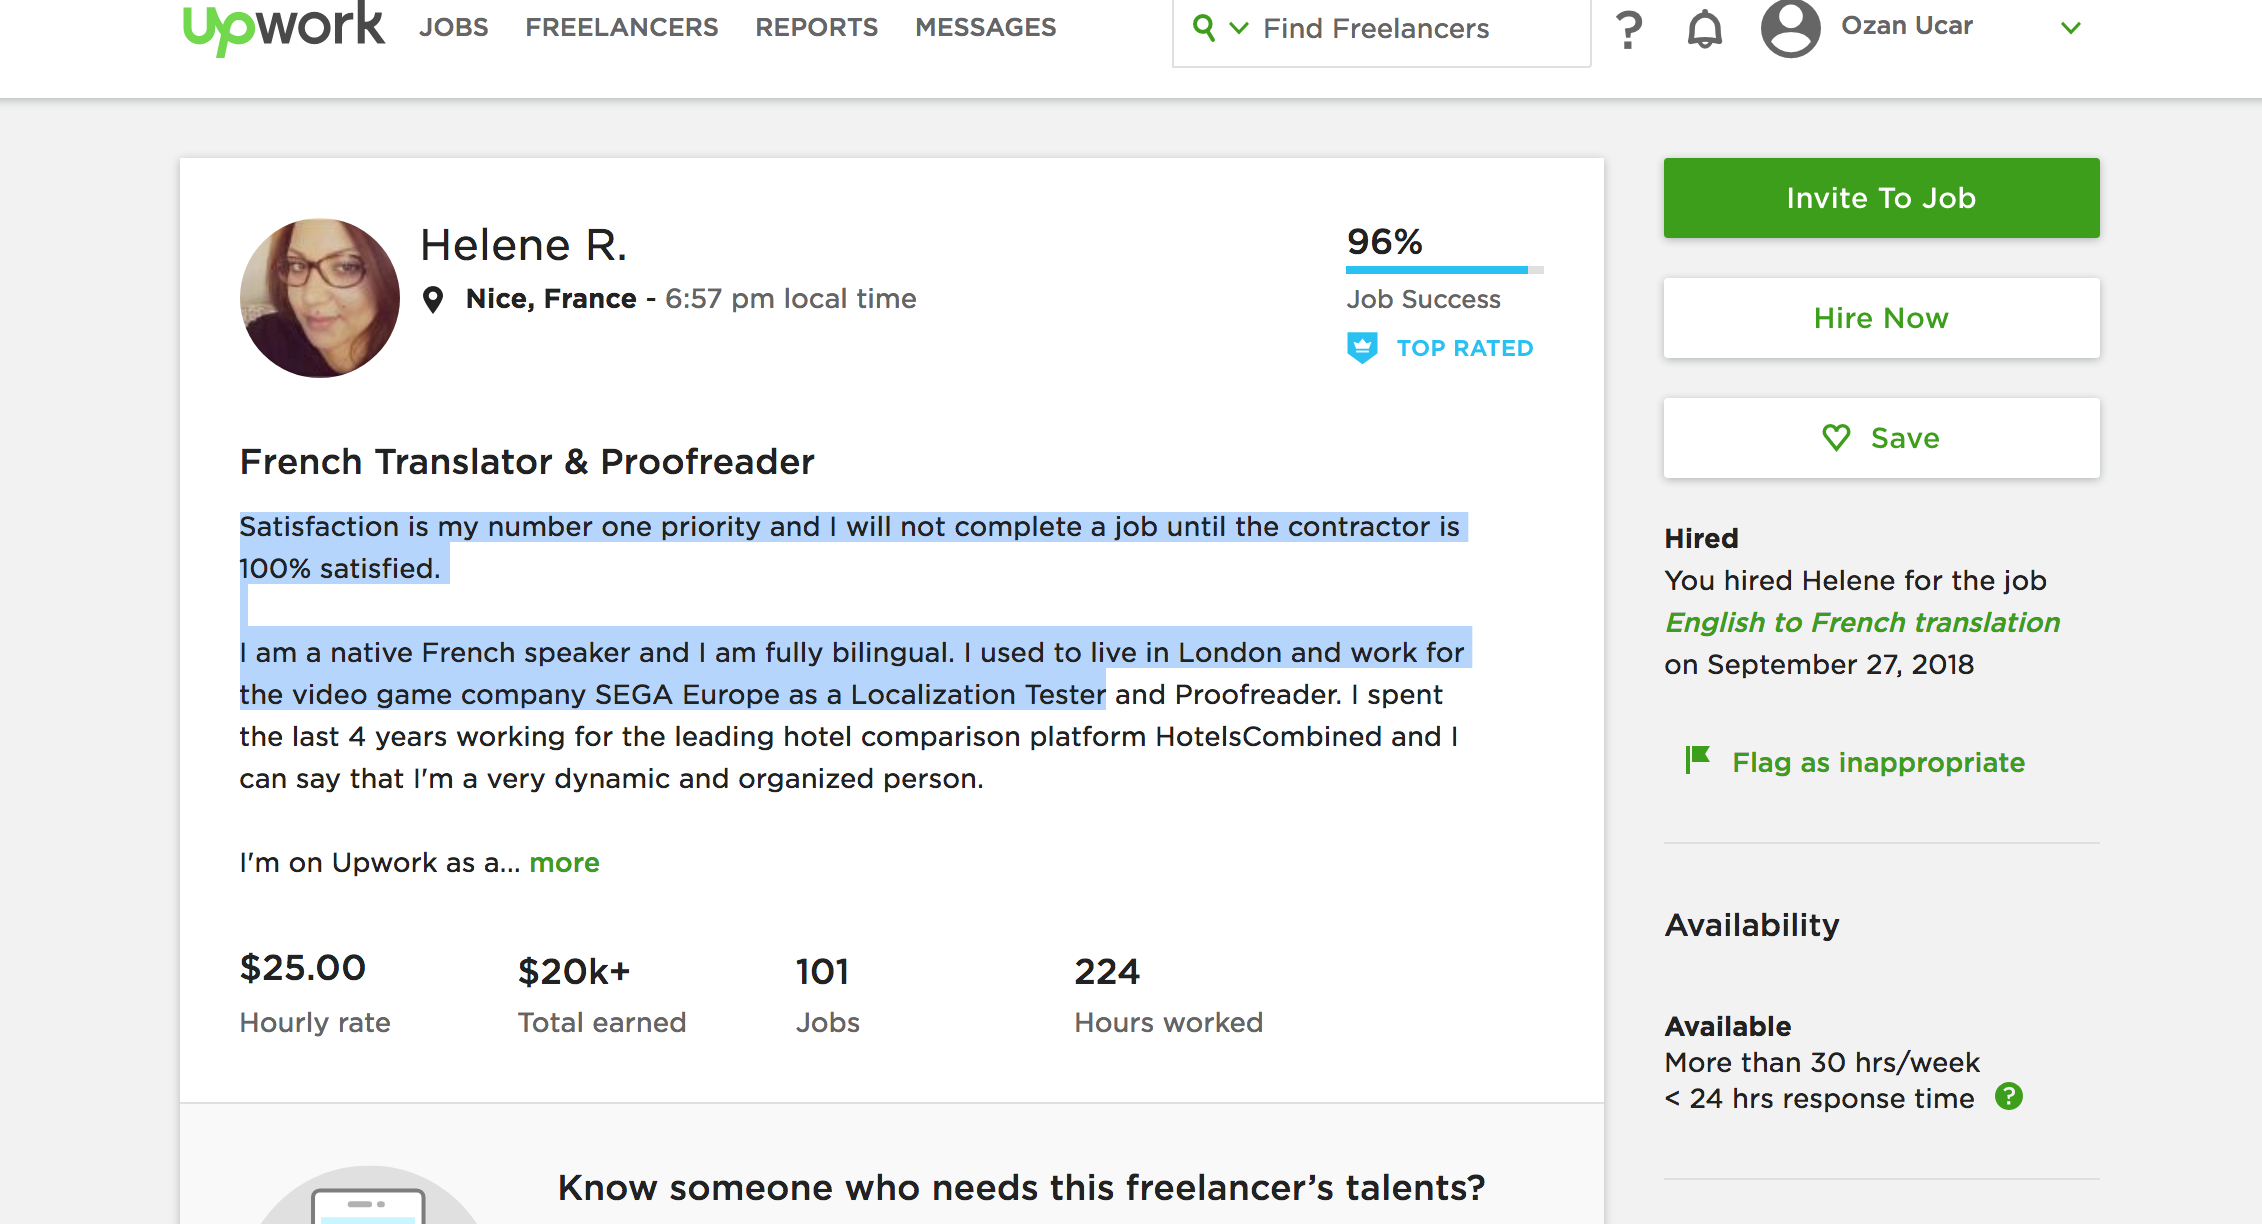 upwork JOBS FREELANCERS REPORTS MESSAGES Find Freelancers ? Ozan Ucar
Helene R.
Nice, France - 6:57 pm local time
96%
Job Success
TOP RATED
French Translator & Proofreader
Satisfaction is my number one priority and I will not complete a job until the contractor is
100% satisfied.
I am a native French speaker and I am fully bilingual. I used to live in London and work for
the video game company SEGA Europe as a Localization Tester and Proofreader. I spent
the last 4 years working for the leading hotel comparison platform HotelsCombined and I
can say that I'm a very dynamic and organized person.
I'm on Upwork as a... more
$25.00
Hourly rate
$20k+
Total earned
101
Jobs
224
Hours worked
Know someone who needs this freelancer’s talents?
Invite To Job
Hire Now
Save
Hired
You hired Helene for the job
English to French translation
on September 27, 2018
Flag as inappropriate
Availability
Available
More than 30 hrs/week
< 24 hrs response time ?